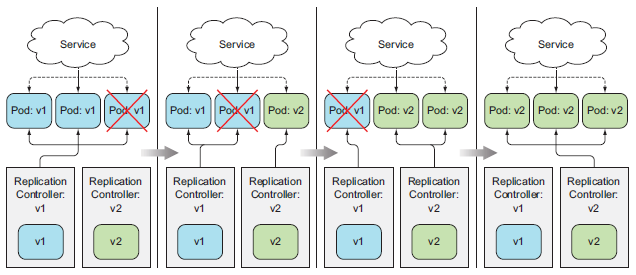 Service
Service
Service
Service
Pod: v1
Pod: v1
Pod: v1
Pod: v1
Pod: v1
Pod: v2
Pod: v1
Pod: v2
Pod: v2
Pod: v2
Pod: v2
Pod: v2
Replication
Controller:
v1
Replication
Controller:
v2
Replication
Controller:
v1
Replication
Controller:
v2
Replication
Controller:
v1
Replication
Controller:
v2
Replication
Controller:
v1
Replication
Controller:
v2
v1
v2
v1
v2
v1
v2
v1
v2